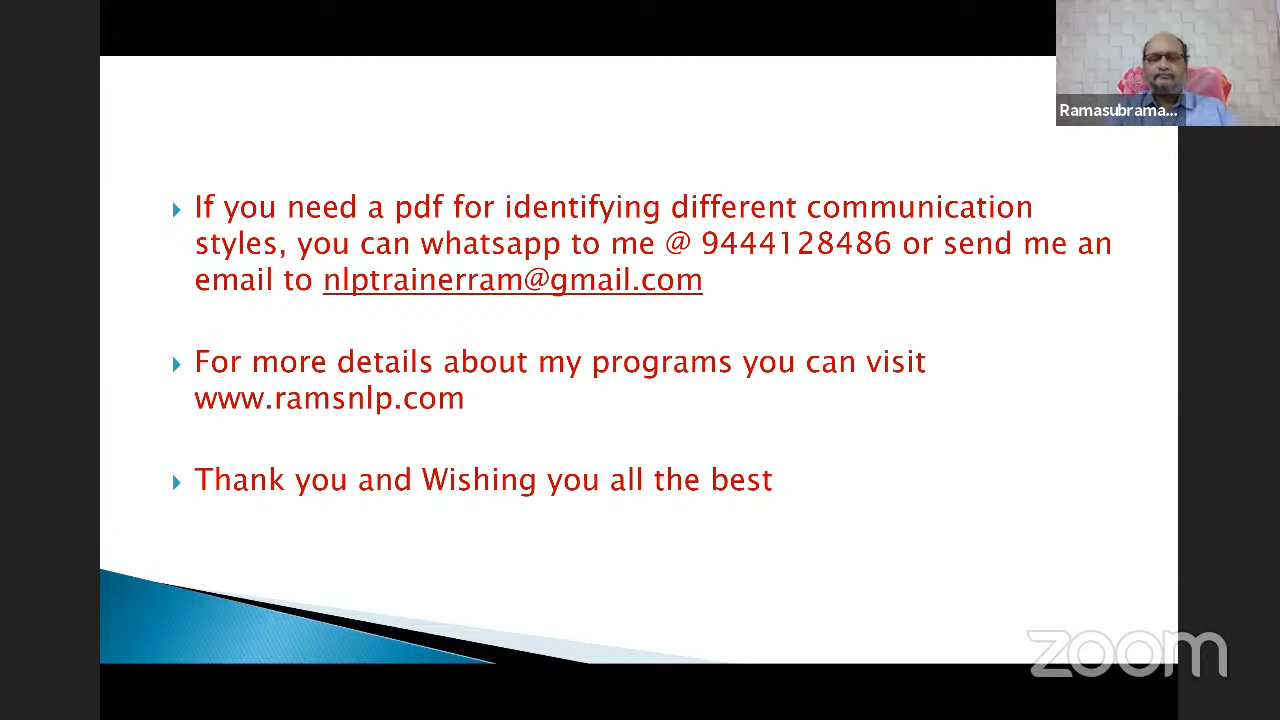 Ramasubrama...
If you need a pdf for identifying different communication
styles, you can whatsapp to me @ 9444128486 or send me an
email to nlptrainerram@gmail.com
For more details about my programs you can visit
www.ramsnlp.com
Thank you and Wishing you all the best
zoom